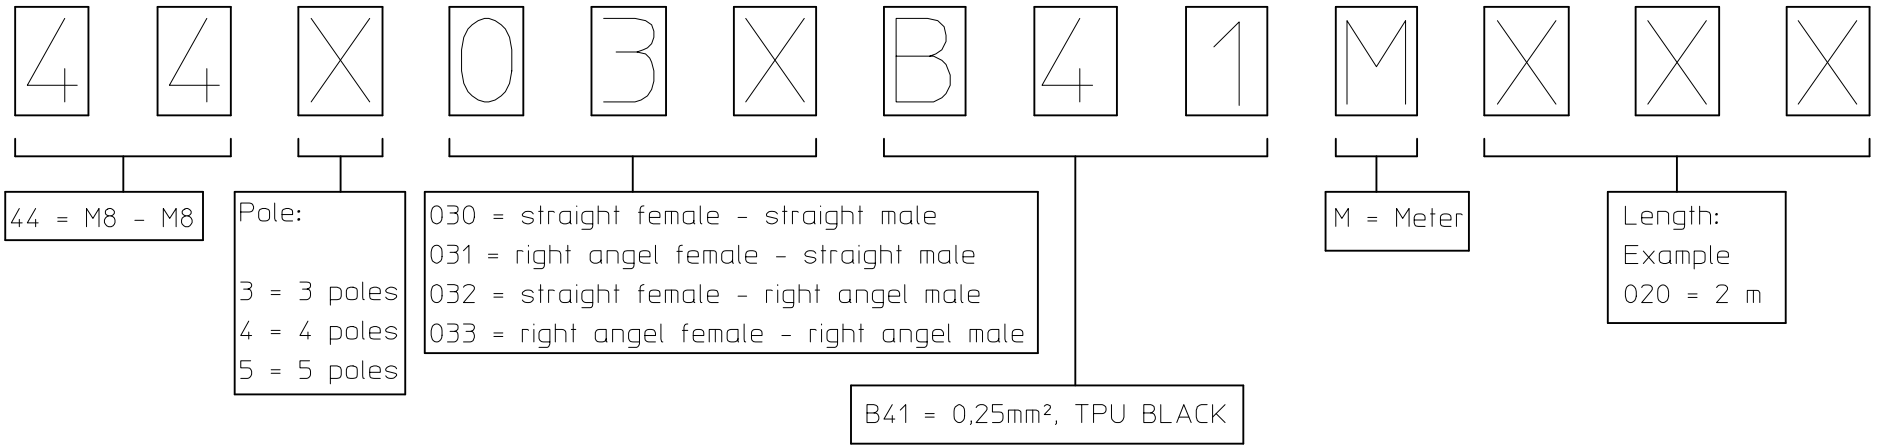 4 4 X 0 3 X B 4 1 M X X X
44 = M8 - M8
Pole:
3 = 3 poles
4 = 4 poles
5 = 5 poles
030 = straight female - straight male
031 = right angel female - straight male
032 = straight female - right angel male
033 = right angel female - right angel male
B41 = 0,25mm², TPU BLACK
M = Meter
Length:
Example
020 = 2 m